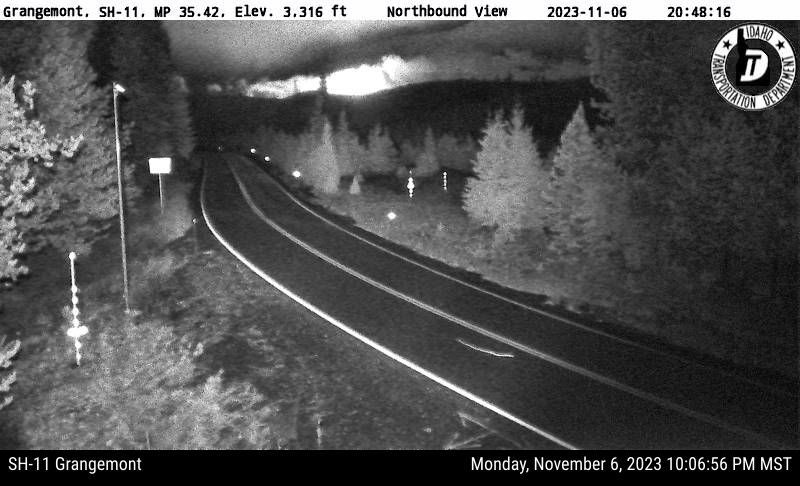 Grangemont, SH-11, MP 35.42, Elev. 3,316 ft Northbound View 2023-11-06 20:48:16
IDAHO
TRANSPORTATION DEPARTMENT
SH-11 Grangemont Monday, November 6, 2023 10:06:56 PM MST